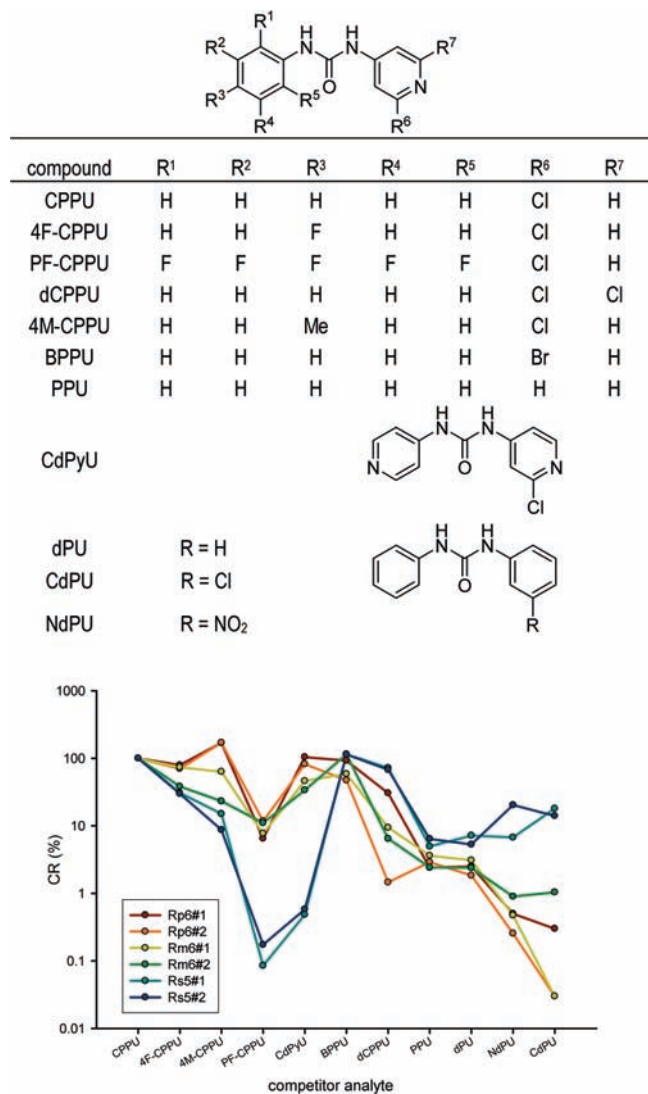 R¹
R²
R³
R⁴
R⁵
H
N
H
N
O
N
R⁷
R⁶
compound R¹ R² R³ R⁴ R⁵ R⁶ R⁷
CPPU H H H H H Cl H
4F-CPPU H H F H H Cl H
PF-CPPU F F F F F Cl H
dCPPU H H H H H Cl Cl
4M-CPPU H H Me H H Cl H
BPPU H H H H H Br H
PPU H H H H H H H
CdPyU
N
H
N
H
N
O
N
Cl
dPU R = H
CdPU R = Cl
NdPU R = NO₂
H
N
H
N
O
R
1000
100
10
1
0.1
0.01
CR (%)
Rp6#1
Rp6#2
Rm6#1
Rm6#2
Rs5#1
Rs5#2
CPPU
4F-CPPU
4M-CPPU
PF-CPPU
CdPyU
BPPU
dCPPU
PPU
dPU
NdPU
CdPU
competitor analyte